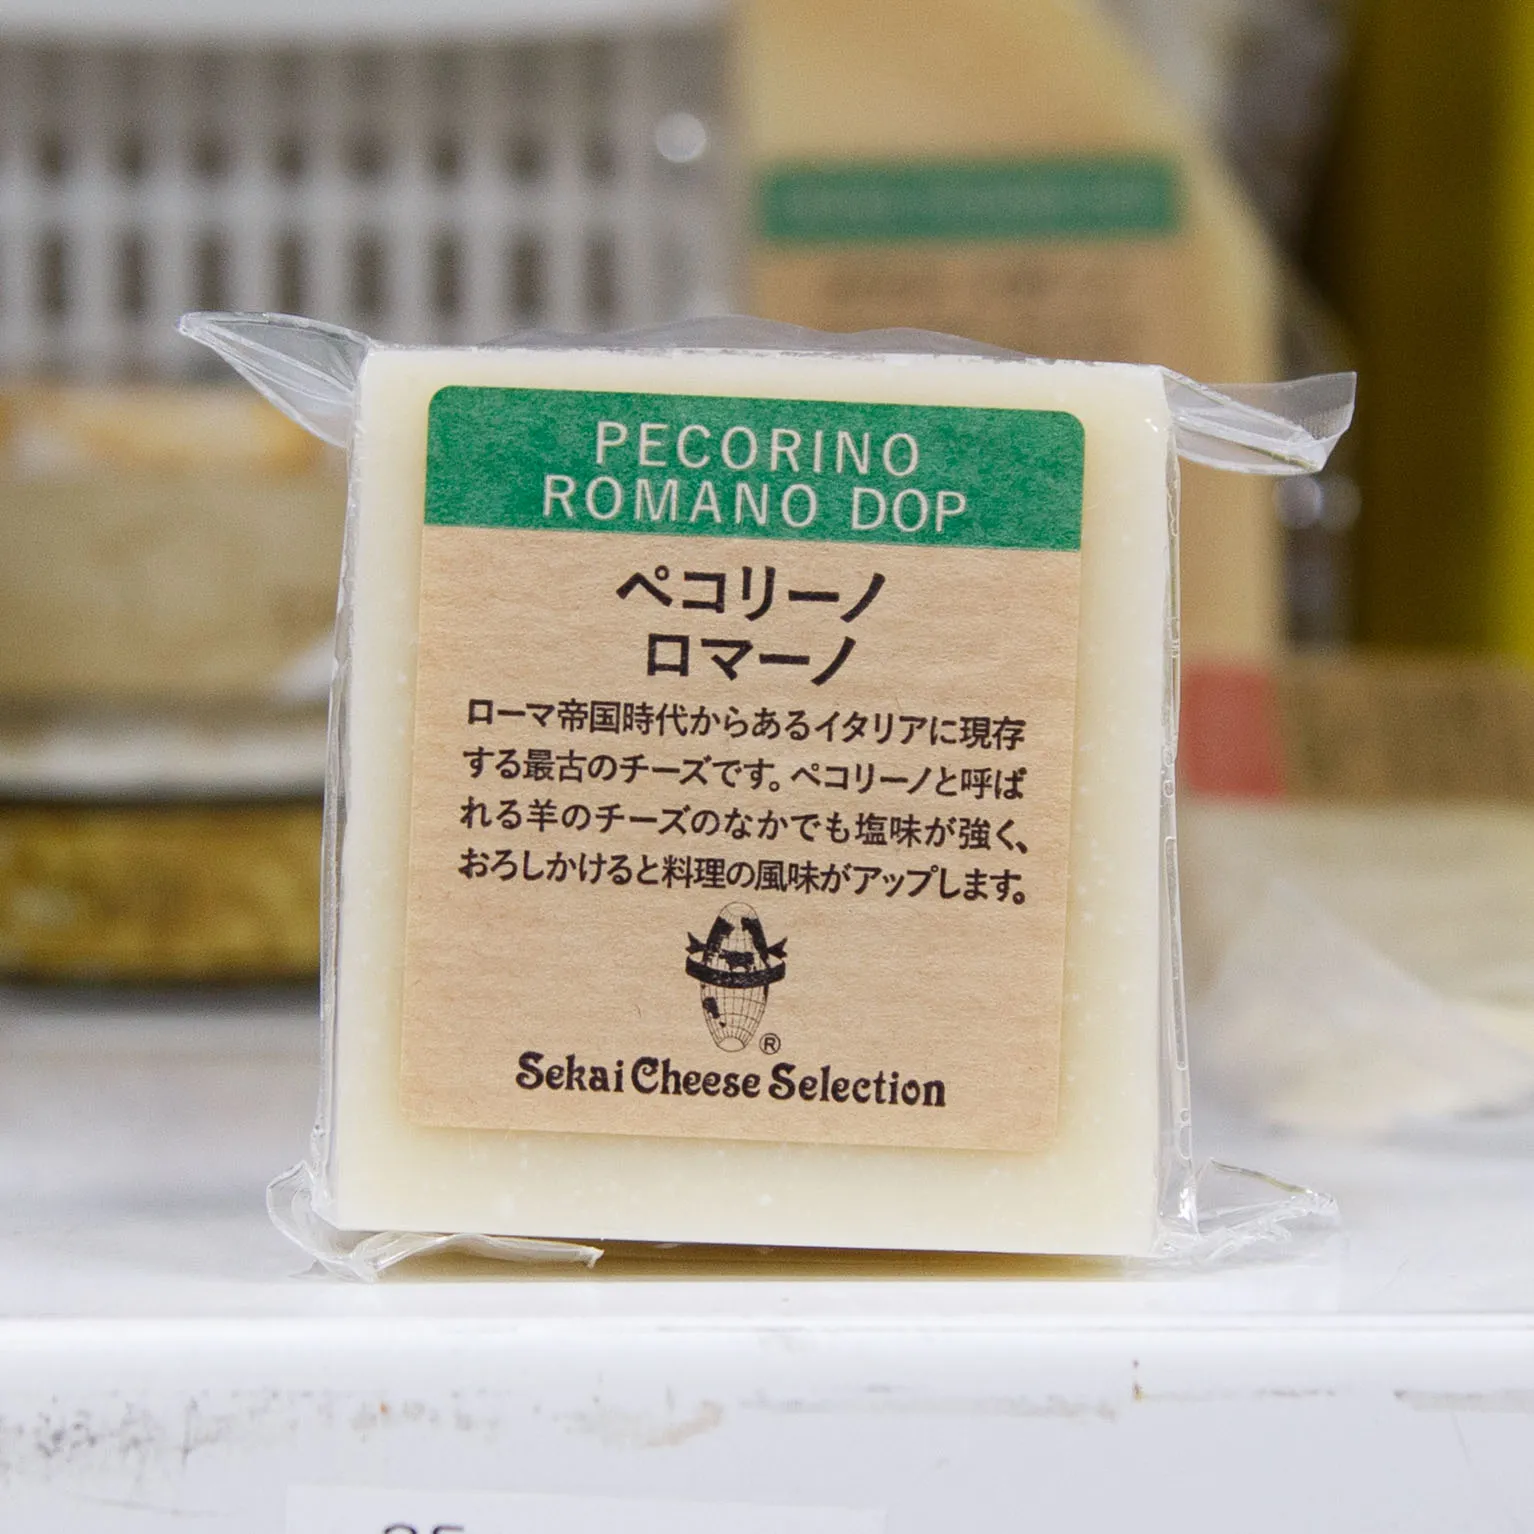 PECORINO
ROMANO DOP
ペコリーノ
ロマーノ
ローマ帝国時代からあるイタリアに現存
する最古のチーズです。ペコリーノと呼ば
れる羊のチーズのなかでも塩味が強く、
おろしかけると料理の風味がアップします。
®
Sekai Cheese Selection